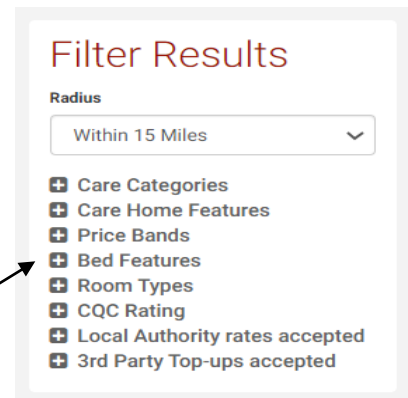 Filter Results
Radius
Within 15 Miles
Care Categories
Care Home Features
Price Bands
Bed Features
Room Types
CQC Rating
Local Authority rates accepted
3rd Party Top-ups accepted